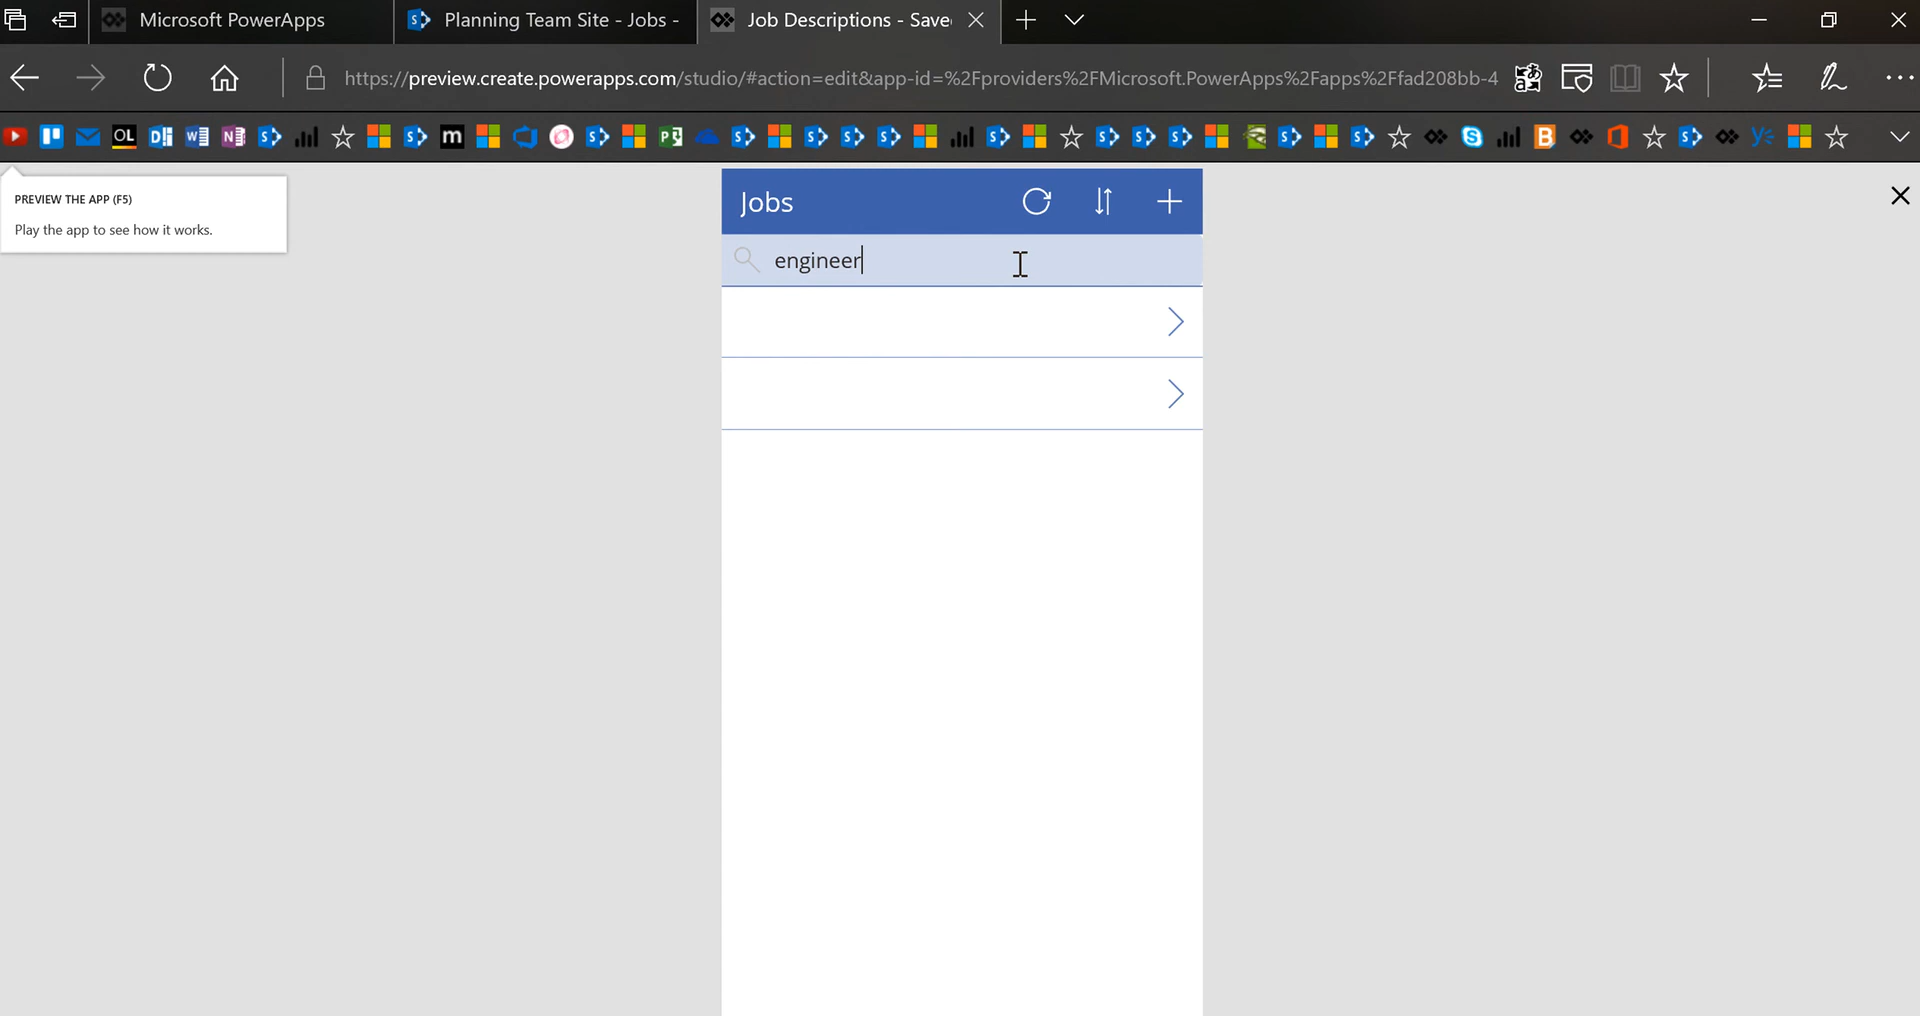 Microsoft PowerApps
Planning Team Site - Jobs -
Job Descriptions - Save
https://preview.create.powerapps.com/studio/#action=edit&app-id=%2Fproviders%2FMicrosoft.PowerApps%2Fapps%2Ffad208bb-4
PREVIEW THE APP (F5)
Play the app to see how it works.
Jobs
engineer